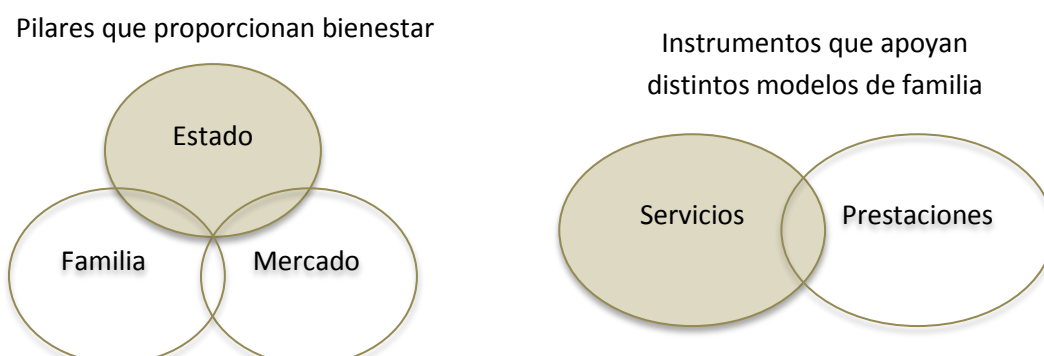 Pilares que proporcionan bienestar
Estado
Familia
Mercado
Instrumentos que apoyan
distintos modelos de familia
Servicios
Prestaciones